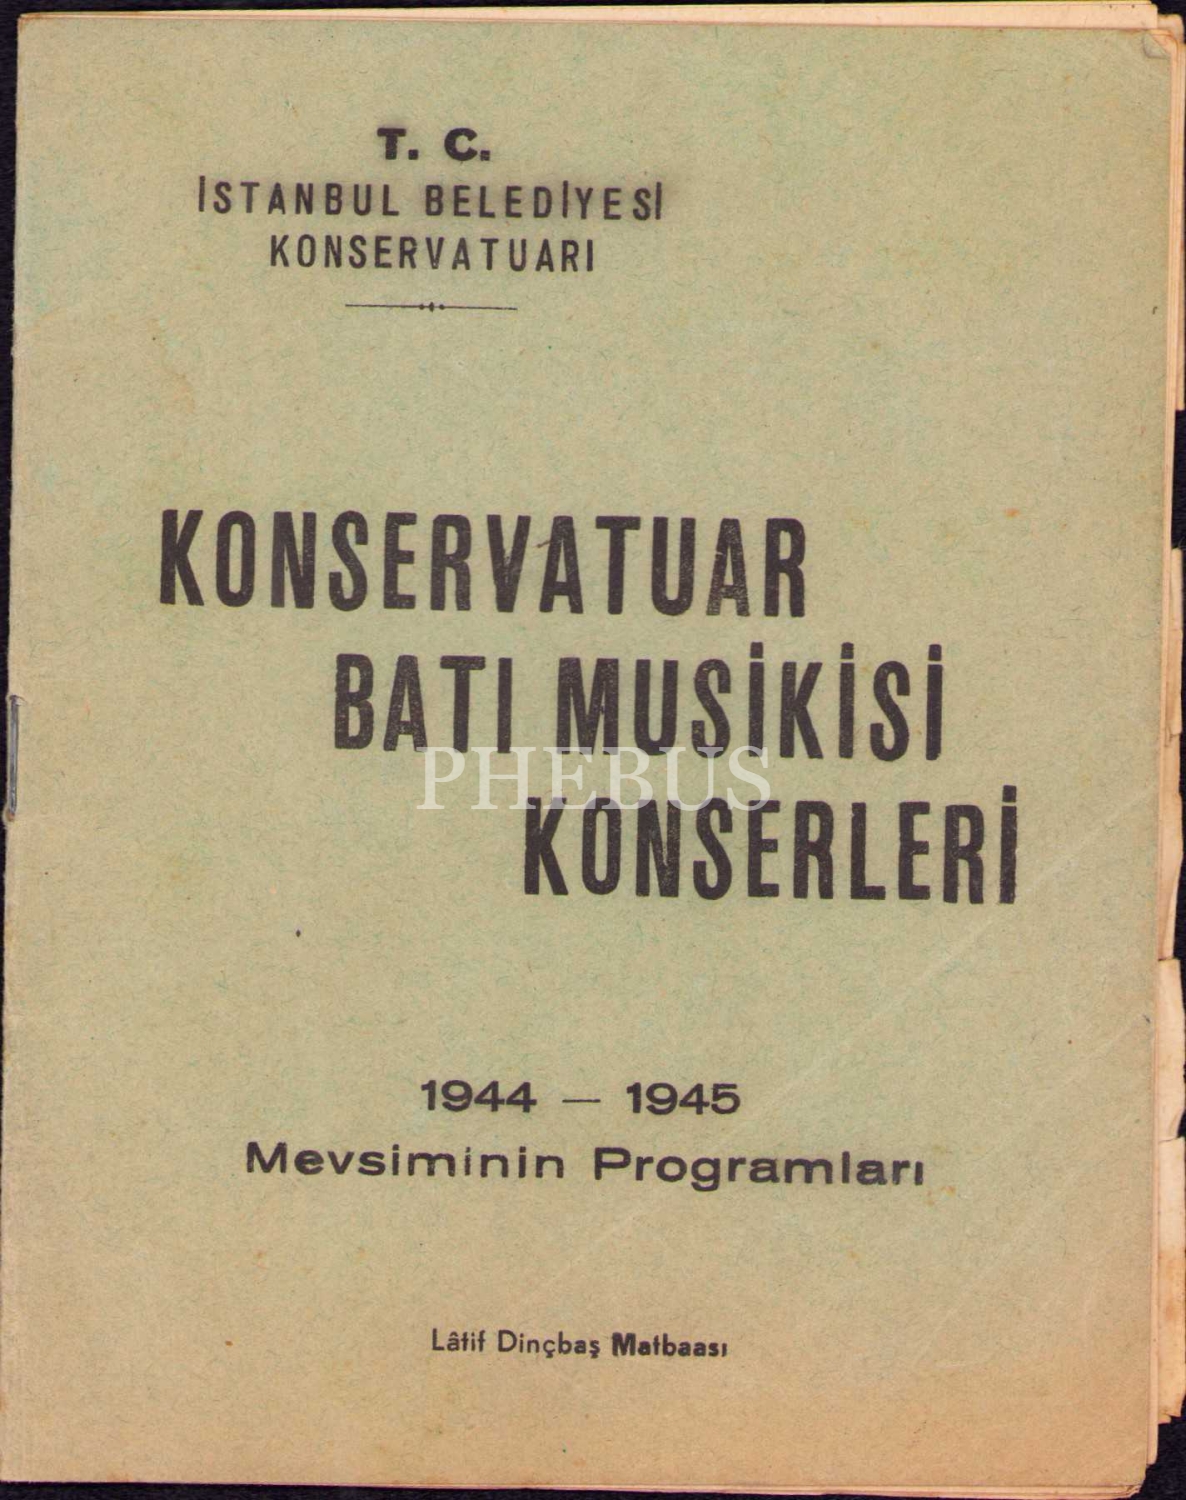 T. C.
İSTANBUL BELEDİYESİ
KONSERVATUARI
KONSERVATUAR
BATI MUSİKİSİ
PHEBUS
KONSERLERİ
1944 — 1945
Mevsiminin Programları
Lâtif Dinçbaş Matbaası